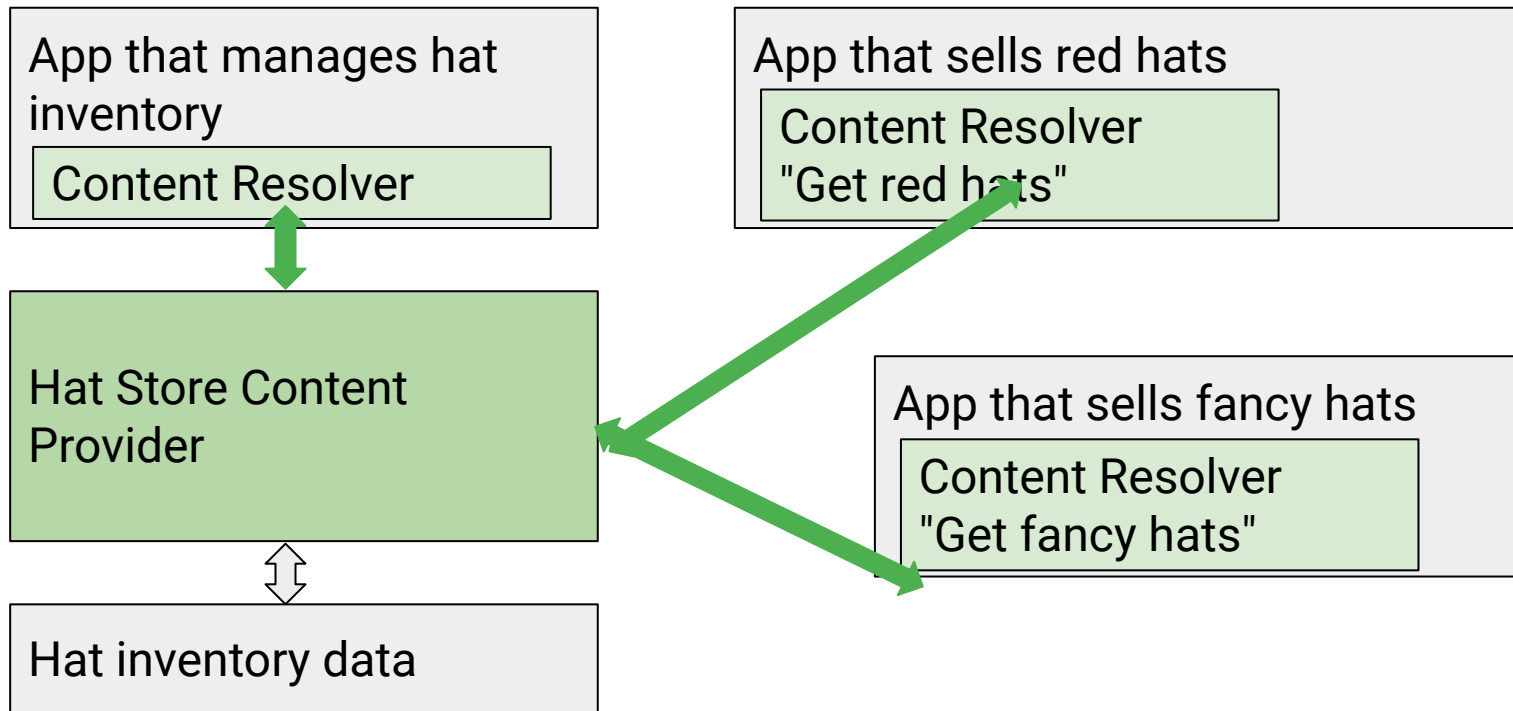 App that manages hat
inventory
Content Resolver
App that sells red hats
Content Resolver
"Get red hats"
Hat Store Content
Provider
App that sells fancy hats
Content Resolver
"Get fancy hats"
Hat inventory data